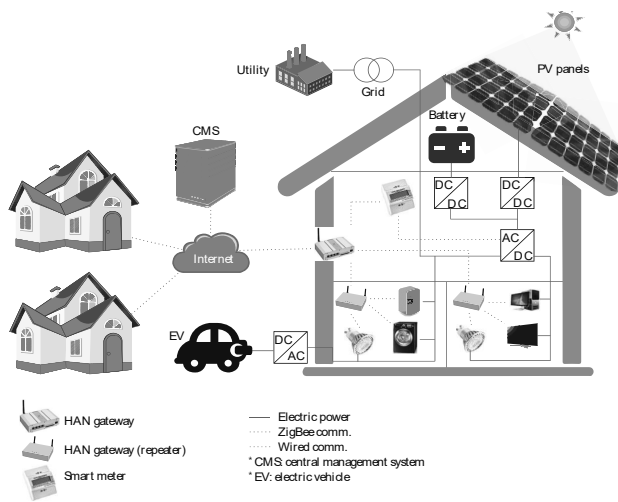 Utility
Grid
PV panels
Battery
CMS
DC
DC
DC
DC
AC
DC
Internet
EV
DC
AC
HAN gateway
HAN gateway (repeater)
Smart meter
Electric power
ZigBee comm.
Wired comm.
* CMS: central management system
* EV: electric vehicle